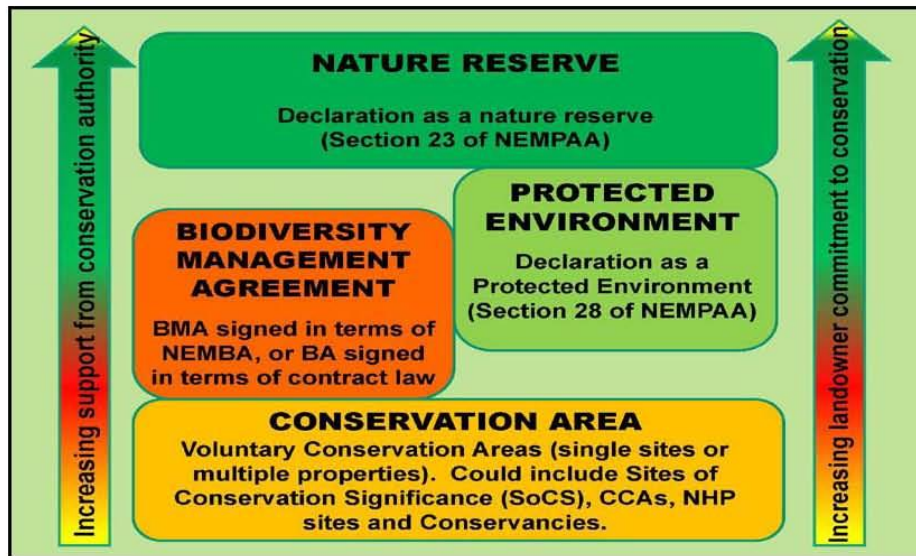 Increasing support from conservation authority
NATURE RESERVE
Declaration as a nature reserve
(Section 23 of NEMPAA)
PROTECTED
ENVIRONMENT
Declaration as a
Protected Environment
(Section 28 of NEMPAA)
BIODIVERSITY
MANAGEMENT
AGREEMENT
BMA signed in terms of
NEMBA, or BA signed
in terms of contract law
CONSERVATION AREA
Voluntary Conservation Areas (single sites or
multiple properties). Could include Sites of
Conservation Significance (SoCS), CCAs, NHP
sites and Conservancies.
Increasing landowner commitment to conservation